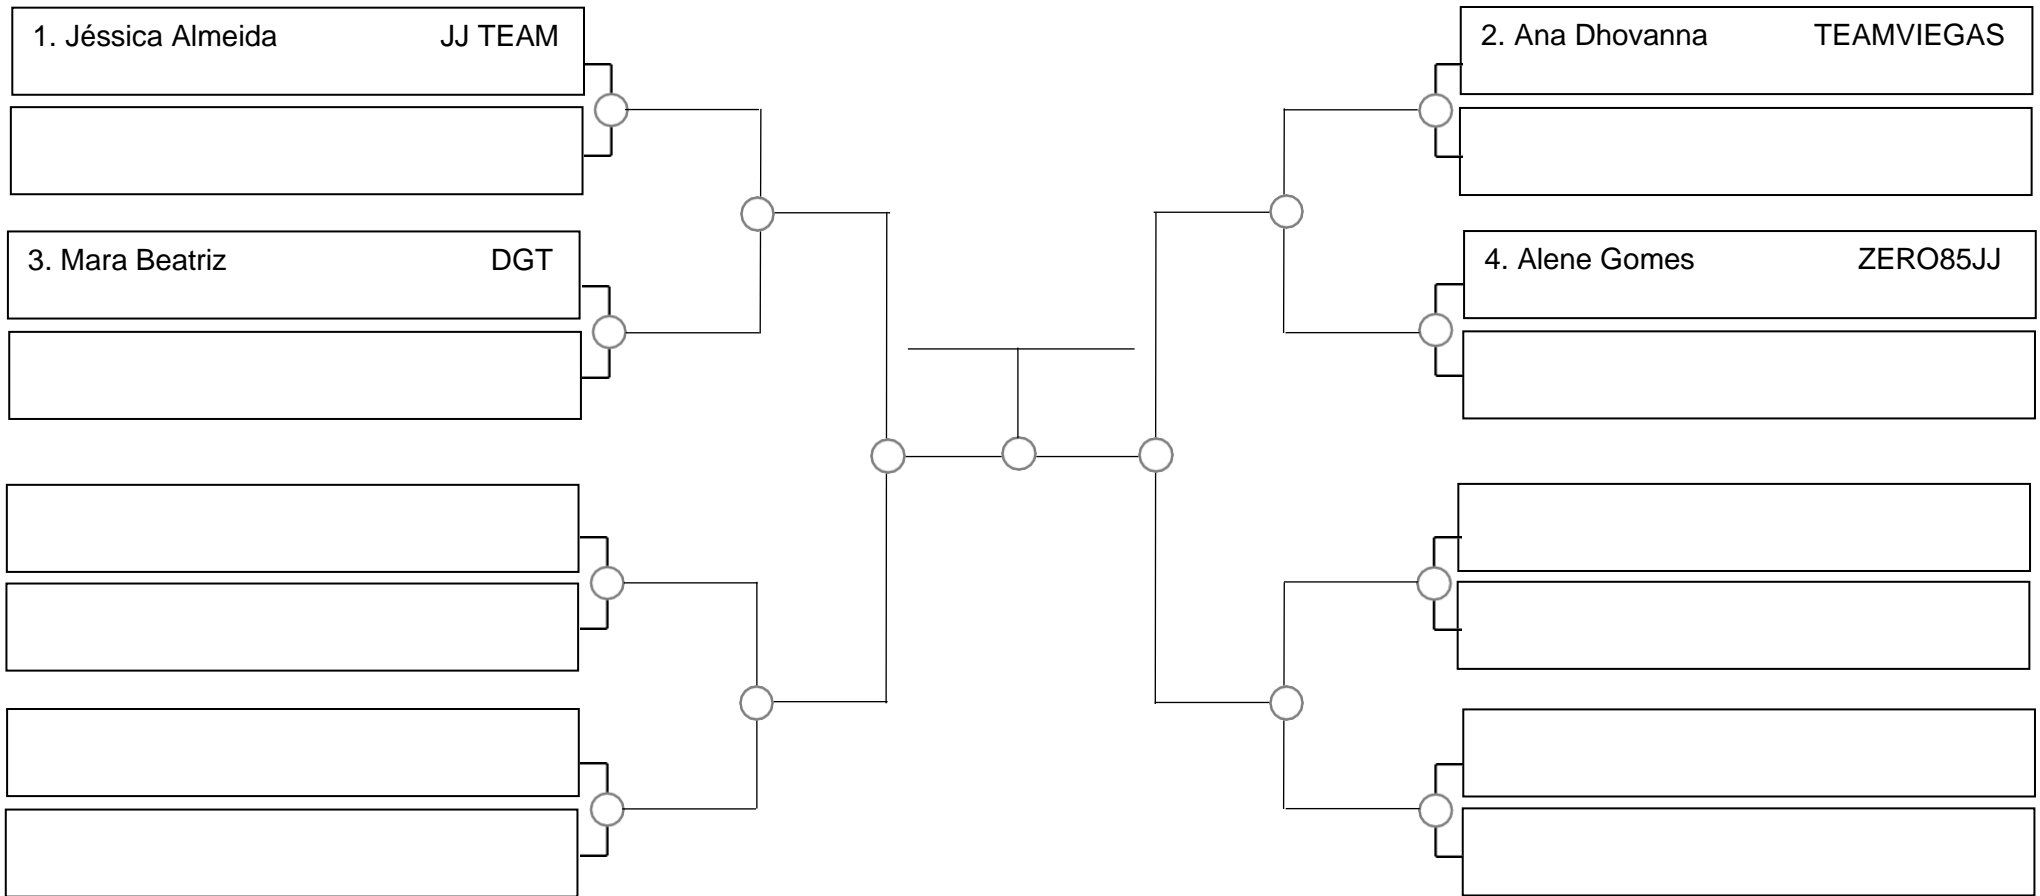 1. Jéssica Almeida JJ TEAM
2. Ana Dhovanna TEAMVIEGAS
3. Mara Beatriz DGT
4. Alene Gomes ZERO85JJ